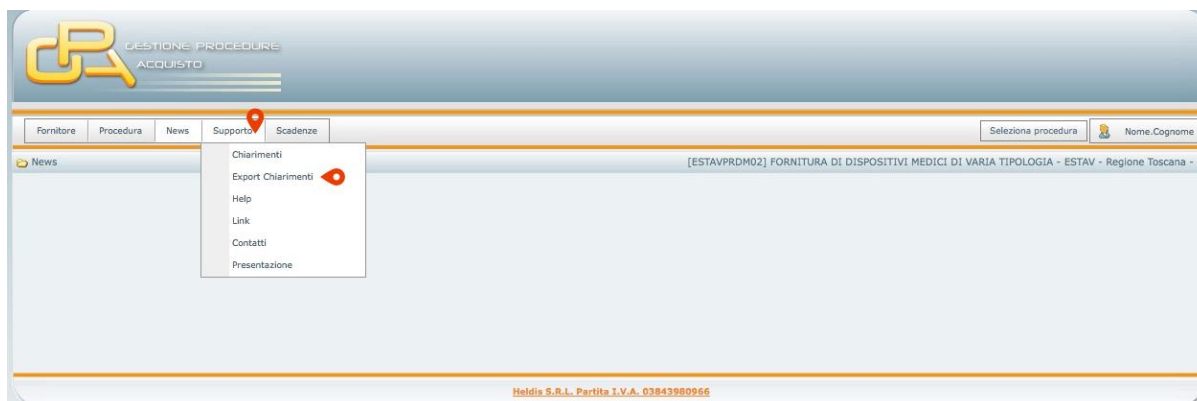 GPA
GESTIONE PROCEDURE
ACQUISTO
Fornitore Procedura News Supporto Scadenze Seleziona procedura Nome.Cognome
News [ESTAVPRDM02] FORNITURA DI DISPOSITIVI MEDICI DI VARIA TIPOLOGIA - ESTAV - Regione Toscana -
Chiarimenti
Export Chiarimenti
Help
Link
Contatti
Presentazione
Heldis S.R.L. Partita I.V.A. 03843980966